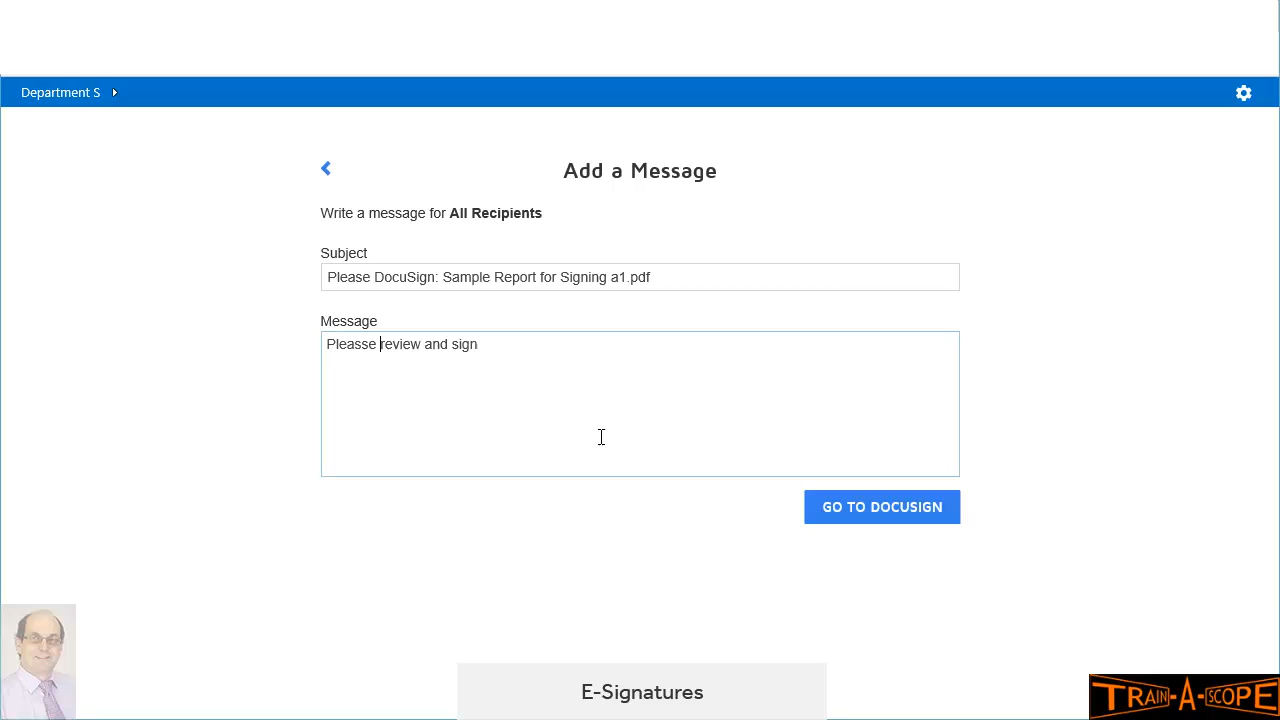 Department S
Add a Message
Write a message for All Recipients
Subject
Please DocuSign: Sample Report for Signing a1.pdf
Message
Pleasse review and sign
GO TO DOCUSIGN
E-Signatures
TRAIN-A-SCOPE